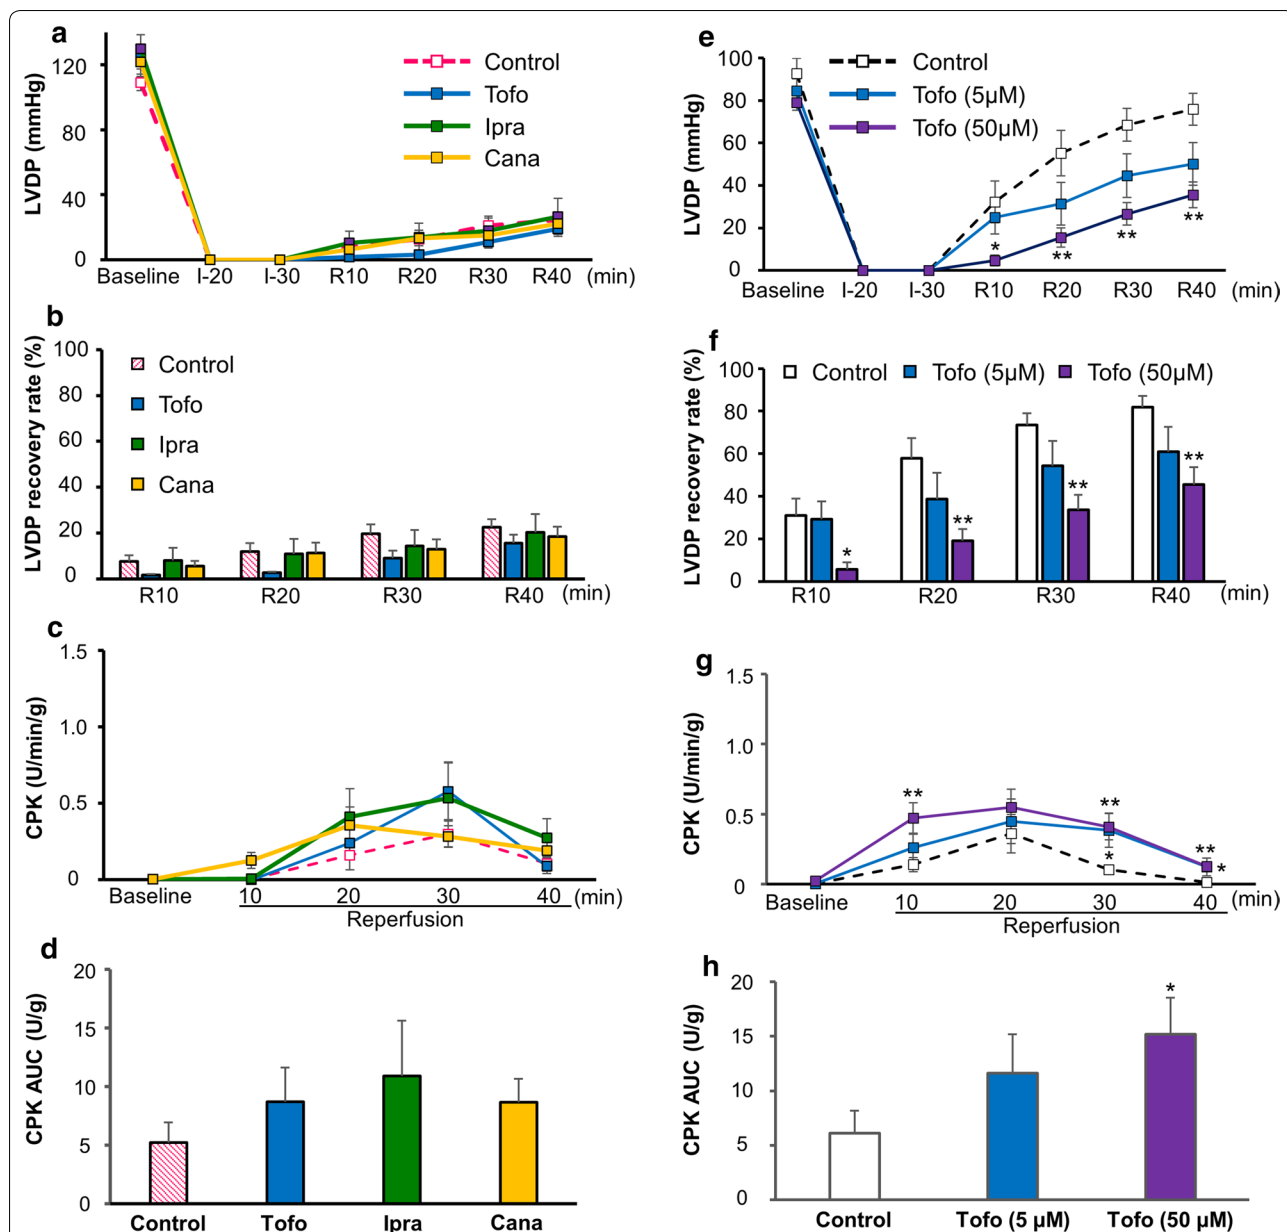 a
LVDP (mmHg)
120
80
40
0
Control
Tofo
Ipra
Cana
Baseline I-20 I-30 R10 R20 R30 R40 (min)
b
LVDP recovery rate (%)
100
80
60
40
20
0
Control
Tofo
Ipra
Cana
R10 R20 R30 R40 (min)
c
CPK (U/min/g)
1.5
1.0
0.5
0
Baseline 10 20 30 40 (min)
Reperfusion
d
CPK AUC (U/g)
20
15
10
5
0
Control Tofo Ipra Cana
e
LVDP (mmHg)
100
80
60
40
20
0
Control
Tofo (5μM)
Tofo (50μM)
*
**
**
**
Baseline I-20 I-30 R10 R20 R30 R40 (min)
f
LVDP recovery rate (%)
100
80
60
40
20
0
Control Tofo (5μM) Tofo (50μM)
*
**
**
**
R10 R20 R30 R40 (min)
g
CPK (U/min/g)
1.5
1.0
0.5
0
**
**
*
**
*
Baseline 10 20 30 40 (min)
Reperfusion
h
CPK AUC (U/g)
20
15
10
5
0
*
Control Tofo (5 μM) Tofo (50 μM)